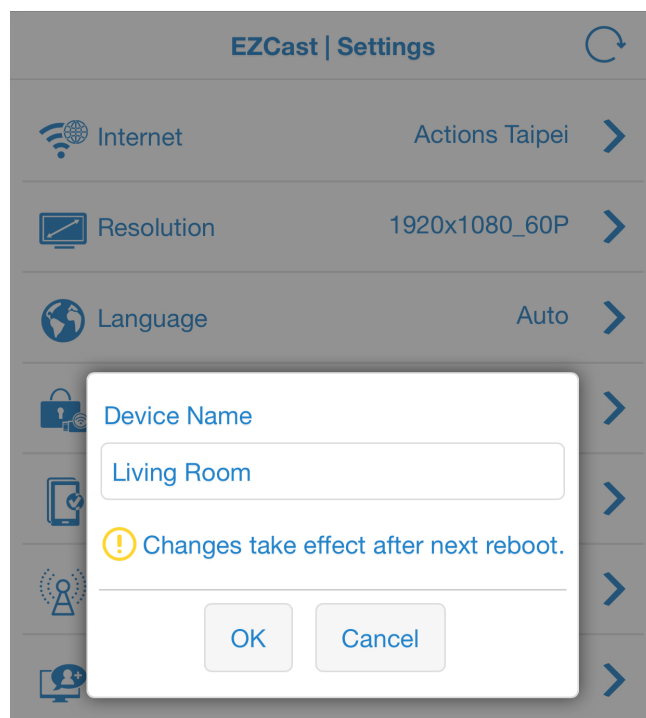 EZCast | Settings
Internet Actions Taipei
Resolution 1920x1080_60P
Language Auto
Device Name
Living Room
Changes take effect after next reboot.
OK Cancel